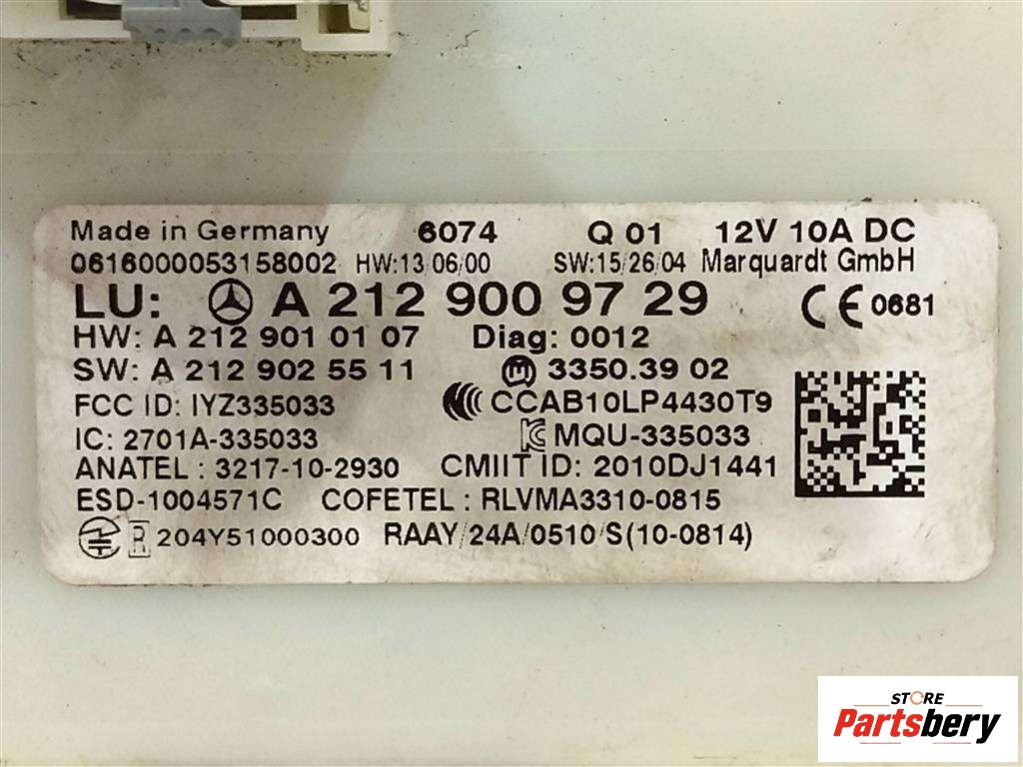 Made in Germany 6074 Q 01 12V 10A DC
0616000053158002 HW:13/06/00 SW:15/26/04 Marquardt GmbH
LU: A 212 900 97 29 CE 0681
HW: A 212 901 01 07 Diag: 0012
SW: A 212 902 55 11 3350.39 02
FCC ID: IYZ335033 CCAB10LP4430T9
IC: 2701A-335033 MQU-335033
ANATEL : 3217-10-2930 CMIIT ID: 2010DJ1441
ESD-1004571C COFETEL : RLVMA3310-0815
R 204Y51000300 RAAY/24A/0510/S(10-0814)
STORE
Partsbery